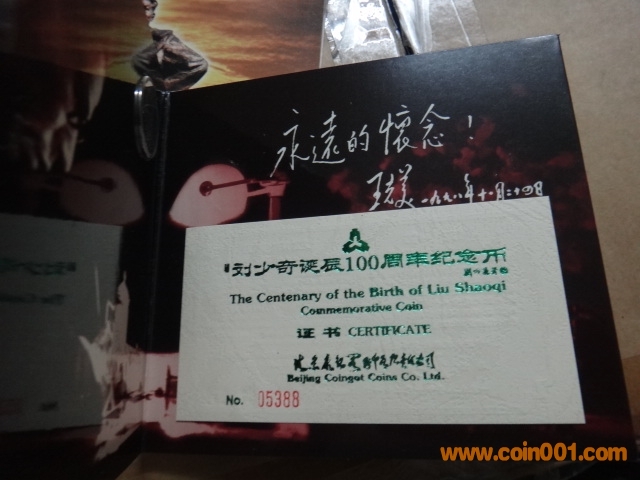 永遠的懷念!
王光美 一九九八年十一月二十四日
刘少奇诞辰100周年纪念币
The Centenary of the Birth of Liu Shaoqi
Commemorative Coin
证书 CERTIFICATE
Beijing Coingot Coins Co. Ltd.
No. 05388
www.coin001.com